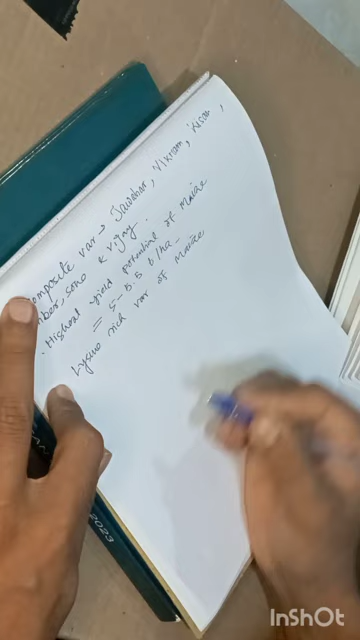 Composite var → Jawahar, Vikram, Kisan,
Amber, sona & Vijay.
· Highest yield potential of Maize
= 5-5.5 t/ha
Lysine rich var of Maize
2023
InShOt